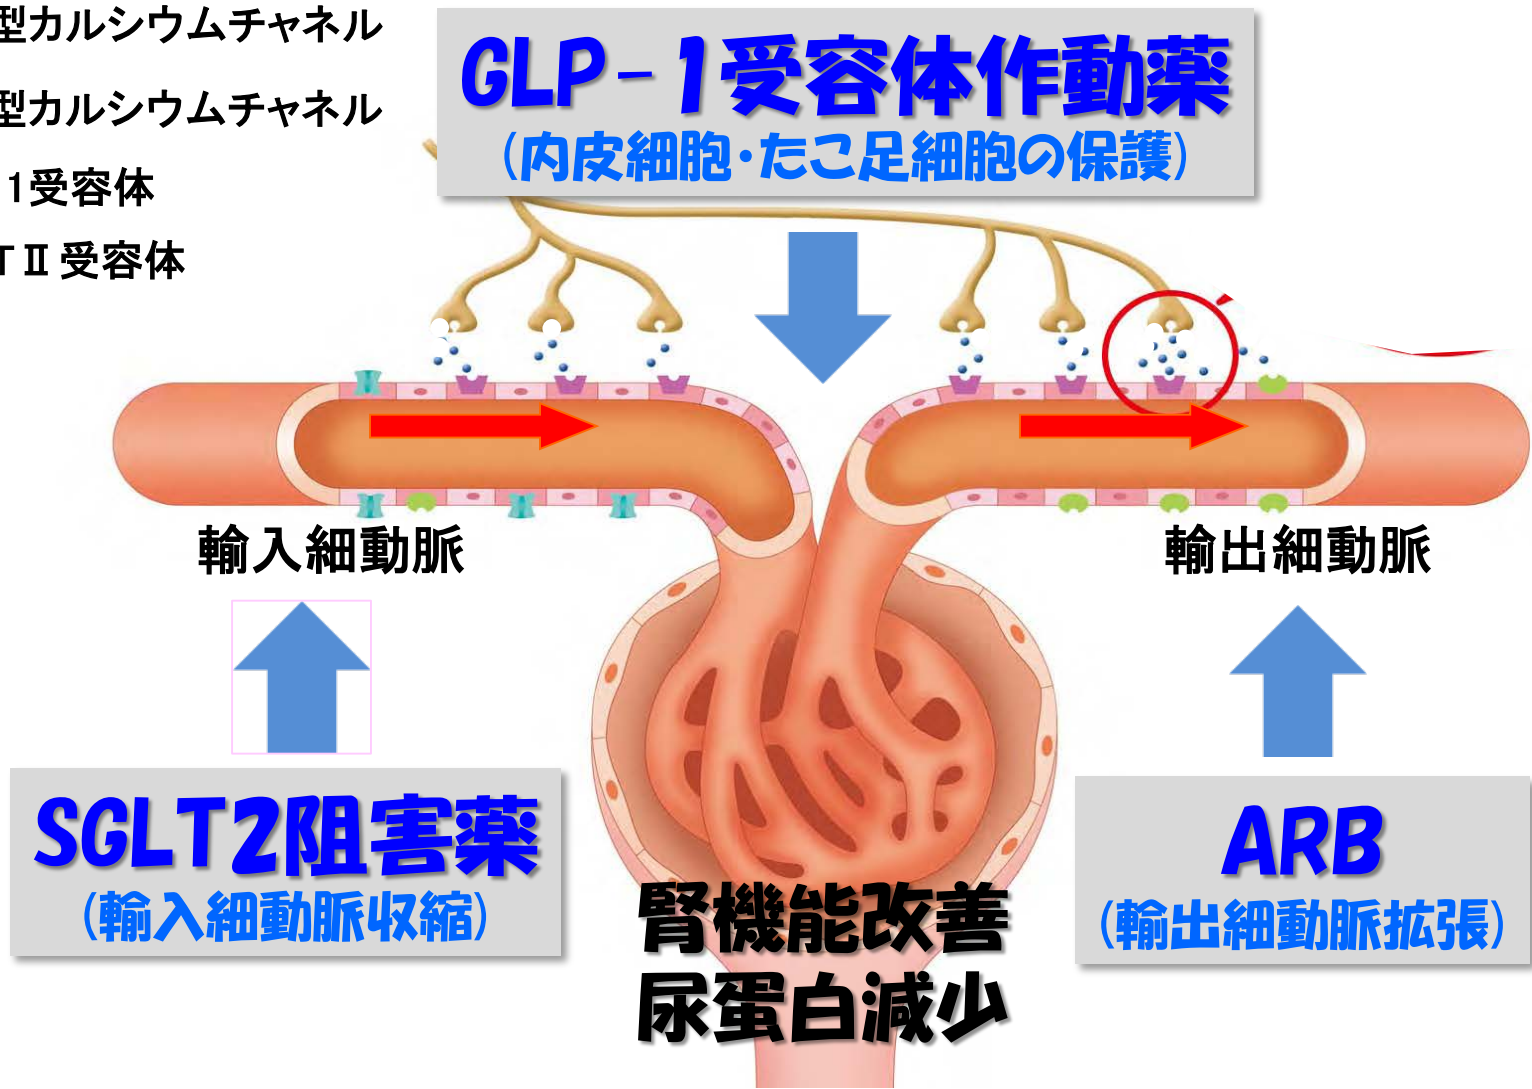 型カルシウムチャネル
型カルシウムチャネル
1受容体
TⅡ受容体
GLP-1受容体作動薬
(内皮細胞・たこ足細胞の保護)
輸入細動脈
輸出細動脈
SGLT2阻害薬
(輸入細動脈収縮)
ARB
(輸出細動脈拡張)
腎機能改善
尿蛋白減少